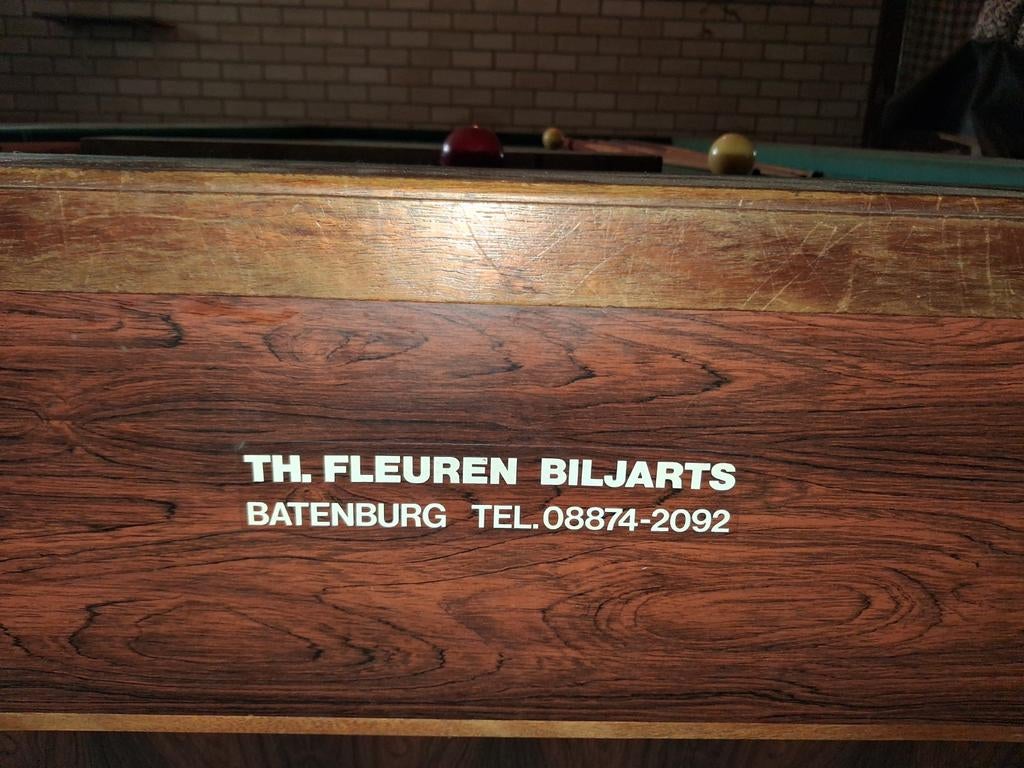 TH. FLEUREN BILJARTS
BATENBURG TEL.08874-2092